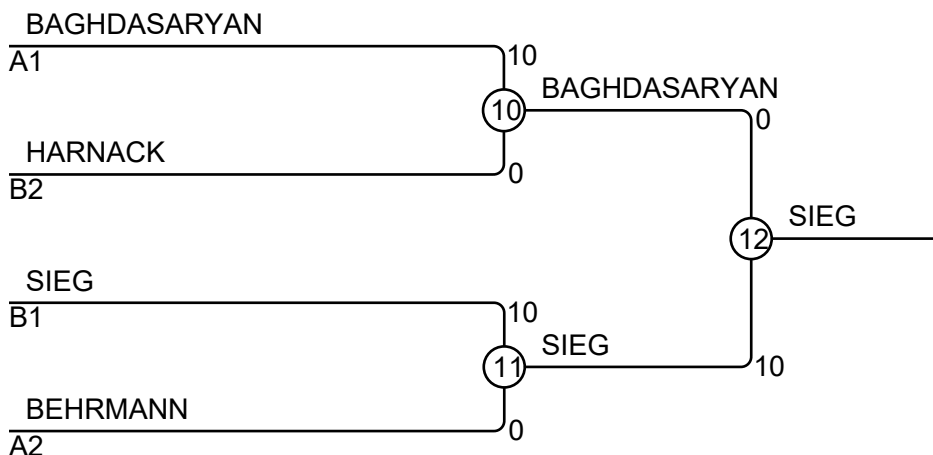 BAGHDASARYAN
A1
10
10
BAGHDASARYAN
0
HARNACK
B2
0
12
SIEG
SIEG
B1
10
11
SIEG
10
BEHRMANN
A2
0